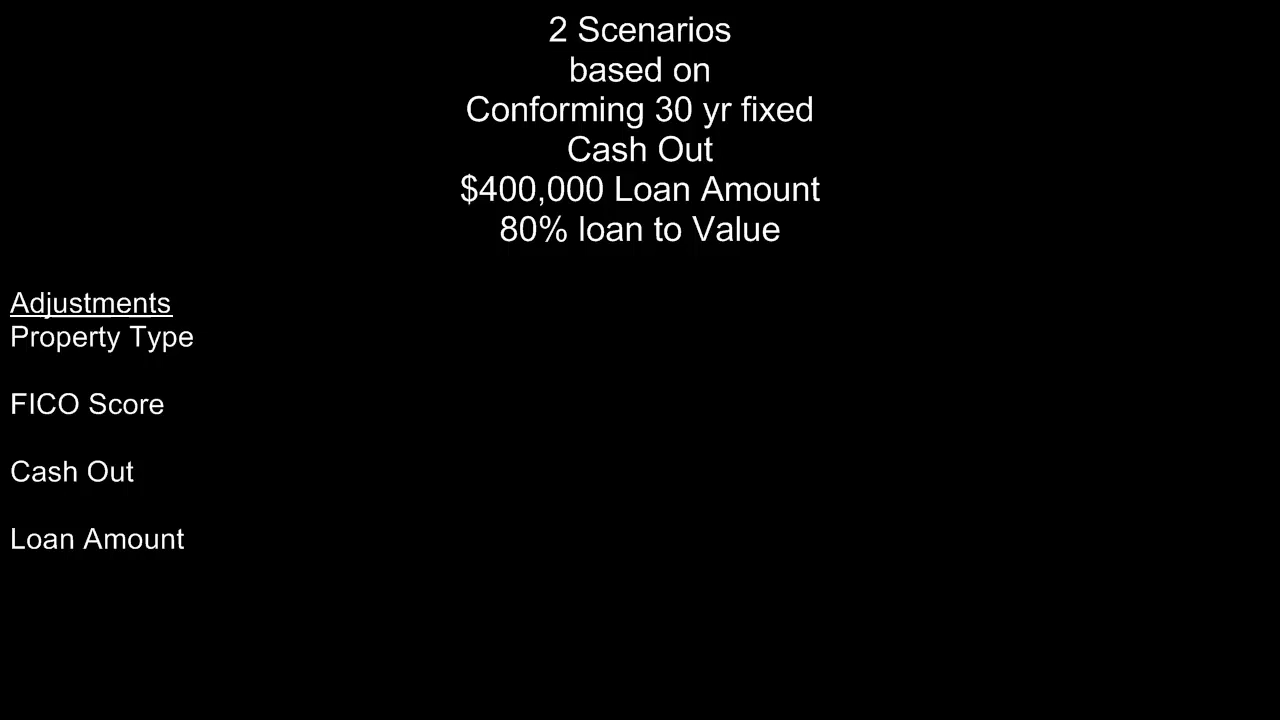 2 Scenarios
based on
Conforming 30 yr fixed
Cash Out
$400,000 Loan Amount
80% loan to Value
Adjustments
Property Type
FICO Score
Cash Out
Loan Amount